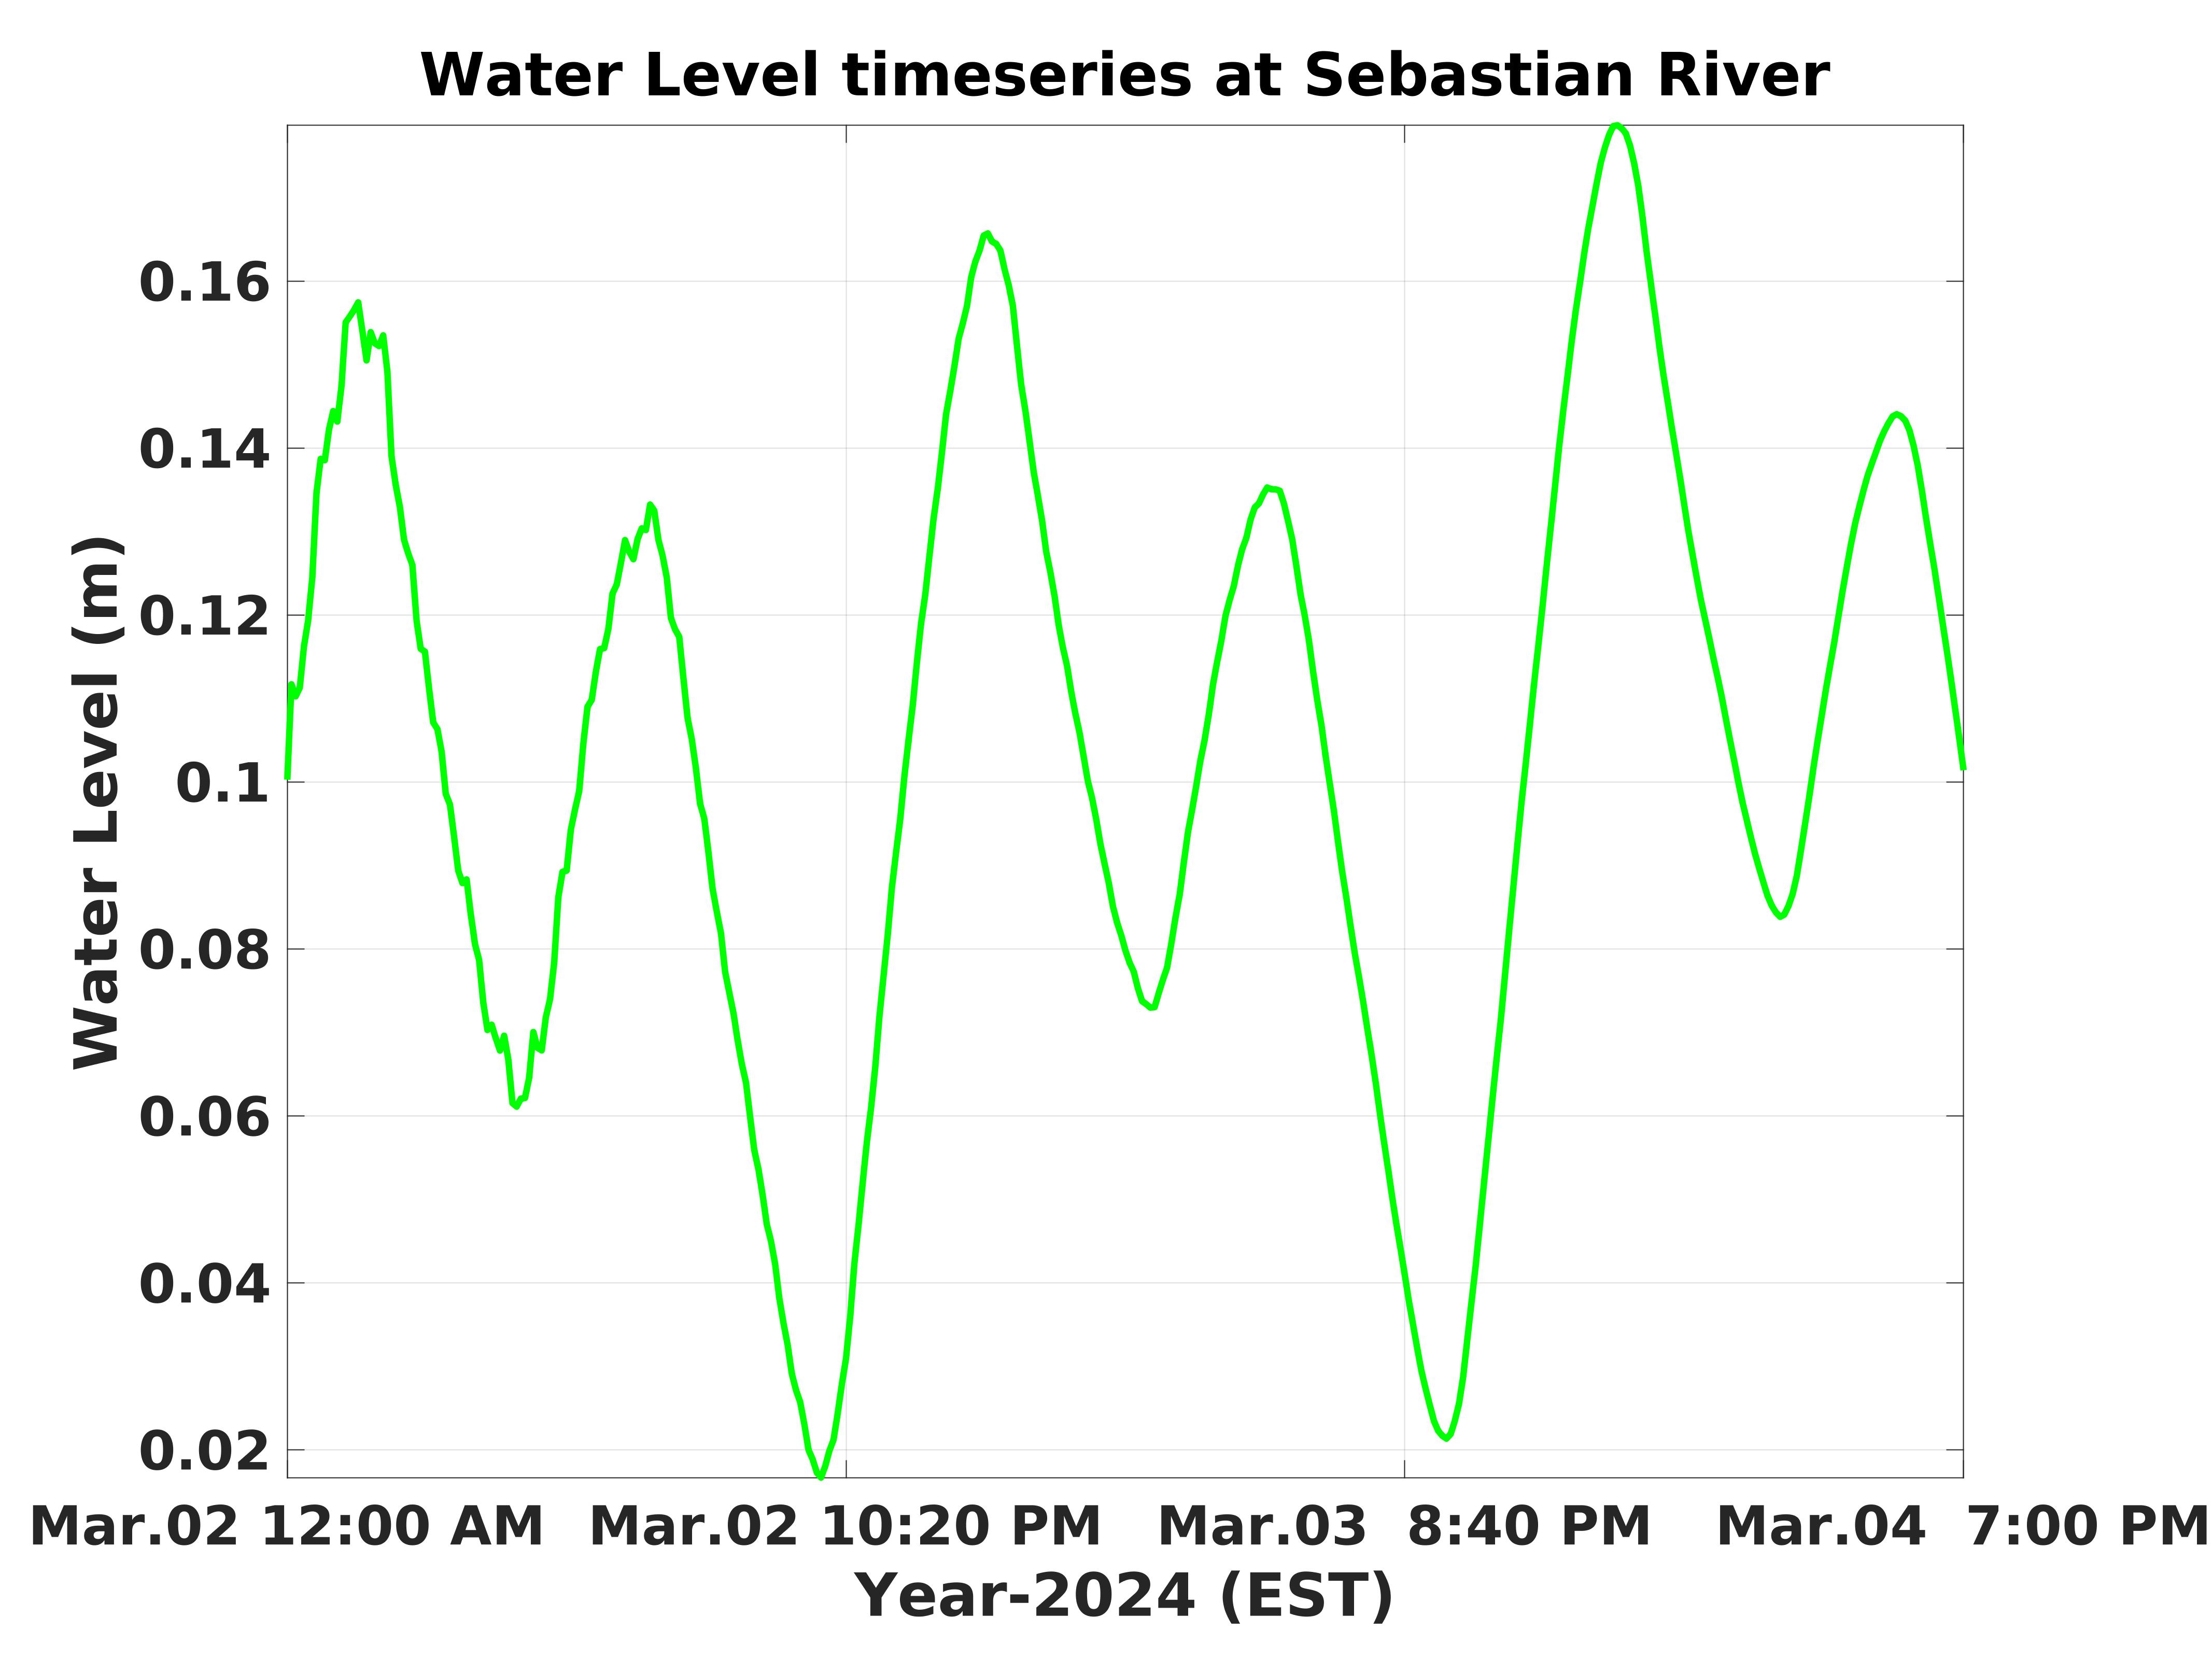 Water Level timeseries at Sebastian River
Water Level (m)
0.16
0.14
0.12
0.1
0.08
0.06
0.04
0.02
Mar.02 12:00 AM Mar.02 10:20 PM Mar.03 8:40 PM Mar.04 7:00 PM
Year-2024 (EST)